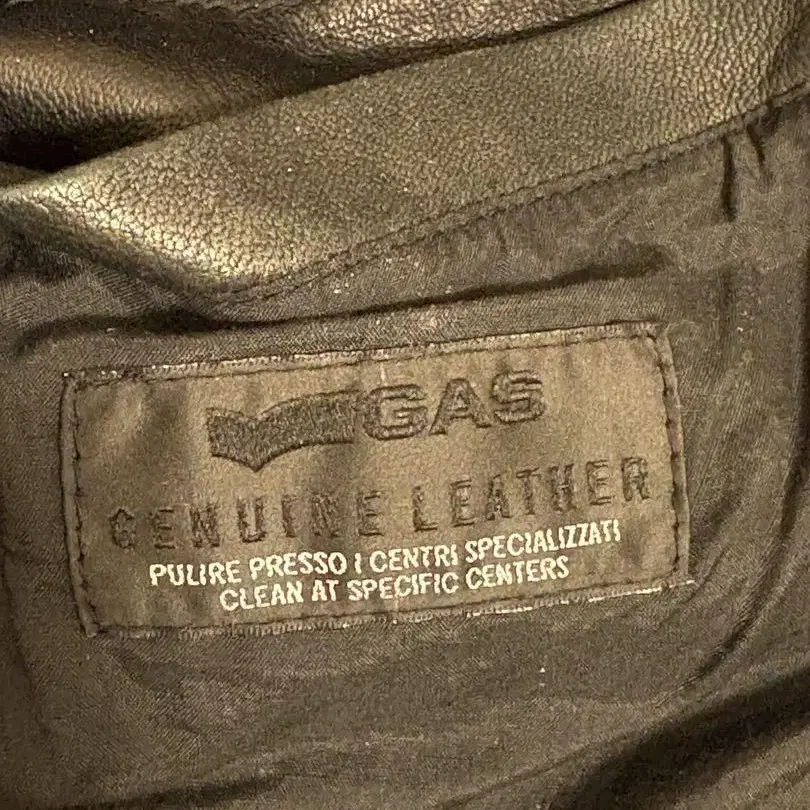 GAS
GENUINE LEATHER
PULIRE PRESSO I CENTRI SPECIALIZZATI
CLEAN AT SPECIFIC CENTERS